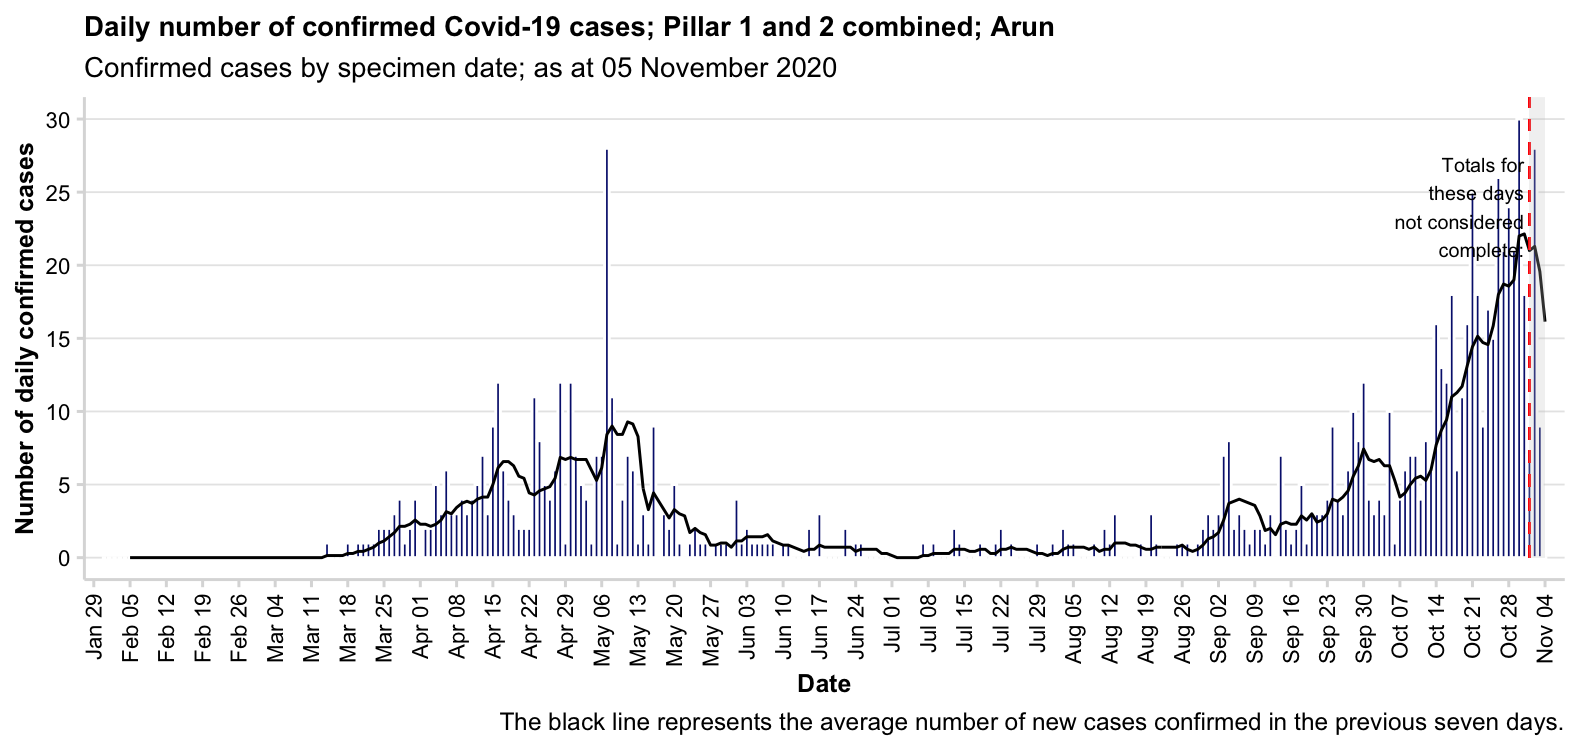 Daily number of confirmed Covid-19 cases; Pillar 1 and 2 combined; Arun
Confirmed cases by specimen date; as at 05 November 2020
Number of daily confirmed cases
30
25
20
15
10
5
0
Totals for
these days
not considered
complete.
Jan 29
Feb 05
Feb 12
Feb 19
Feb 26
Mar 04
Mar 11
Mar 18
Mar 25
Apr 01
Apr 08
Apr 15
Apr 22
Apr 29
May 06
May 13
May 20
May 27
Jun 03
Jun 10
Jun 17
Jun 24
Jul 01
Jul 08
Jul 15
Jul 22
Jul 29
Aug 05
Aug 12
Aug 19
Aug 26
Sep 02
Sep 09
Sep 16
Sep 23
Sep 30
Oct 07
Oct 14
Oct 21
Oct 28
Nov 04
Date
The black line represents the average number of new cases confirmed in the previous seven days.